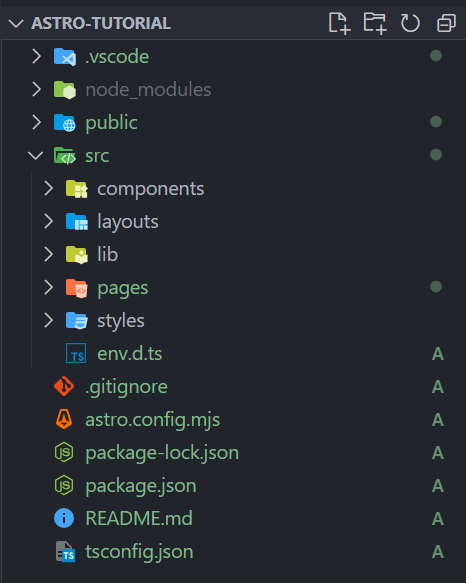 ASTRO-TUTORIAL
.vscode
node_modules
public
src
components
layouts
lib
pages
styles
TS env.d.ts A
.gitignore A
astro.config.mjs A
JS package-lock.json A
JS package.json A
README.md A
TS tsconfig.json A